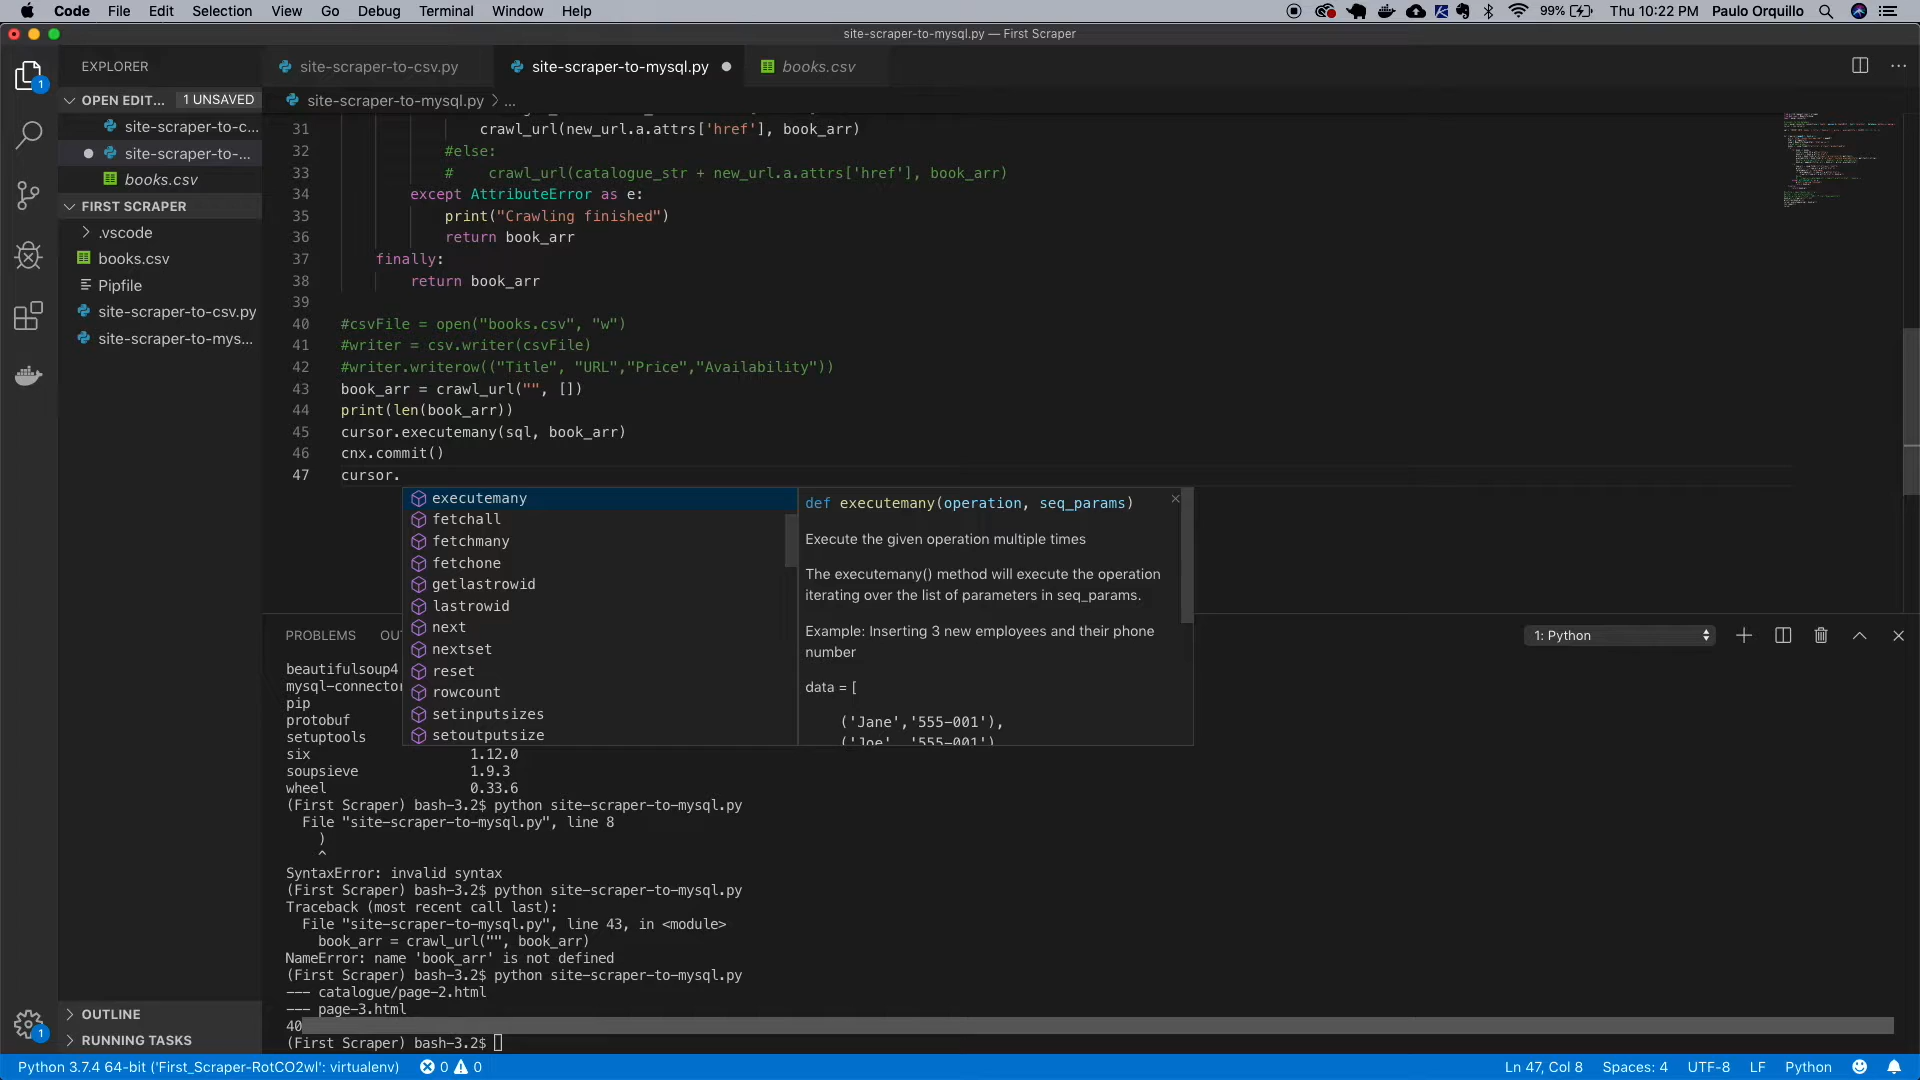 Code File Edit Selection View Go Debug Terminal Window Help 99% Thu 10:22 PM Paulo Orquillo
site-scraper-to-mysql.py — First Scraper
EXPLORER
1
OPEN EDIT... 1 UNSAVED
site-scraper-to-c...
site-scraper-to-...
books.csv
FIRST SCRAPER
.vscode
books.csv
Pipfile
site-scraper-to-csv.py
site-scraper-to-mys...
OUTLINE
1
RUNNING TASKS
site-scraper-to-csv.py site-scraper-to-mysql.py books.csv
site-scraper-to-mysql.py > ...
31 crawl_url(new_url.a.attrs['href'], book_arr)
32 #else:
33 # crawl_url(catalogue_str + new_url.a.attrs['href'], book_arr)
34 except AttributeError as e:
35 print("Crawling finished")
36 return book_arr
37 finally:
38 return book_arr
39
40 #csvFile = open("books.csv", "w")
41 #writer = csv.writer(csvFile)
42 #writer.writerow(("Title", "URL","Price","Availability"))
43 book_arr = crawl_url("", [])
44 print(len(book_arr))
45 cursor.executemany(sql, book_arr)
46 cnx.commit()
47 cursor.
executemany
fetchall
fetchmany
fetchone
getlastrowid
lastrowid
next
nextset
reset
rowcount
setinputsizes
setoutputsize
def executemany(operation, seq_params)
Execute the given operation multiple times
The executemany() method will execute the operation
iterating over the list of parameters in seq_params.
Example: Inserting 3 new employees and their phone
number
data = [
('Jane','555-001'),
('Joe', '555-001')
PROBLEMS OU 1: Python
beautifulsoup4
mysql-connector
pip
protobuf
setuptools
six 1.12.0
soupsieve 1.9.3
wheel 0.33.6
(First Scraper) bash-3.2$ python site-scraper-to-mysql.py
File "site-scraper-to-mysql.py", line 8
)
^
SyntaxError: invalid syntax
(First Scraper) bash-3.2$ python site-scraper-to-mysql.py
Traceback (most recent call last):
File "site-scraper-to-mysql.py", line 43, in <module>
book_arr = crawl_url("", book_arr)
NameError: name 'book_arr' is not defined
(First Scraper) bash-3.2$ python site-scraper-to-mysql.py
--- catalogue/page-2.html
--- page-3.html
40
(First Scraper) bash-3.2$
Python 3.7.4 64-bit ('First_Scraper-RotCO2wl': virtualenv) 0 0 Ln 47, Col 8 Spaces: 4 UTF-8 LF Python